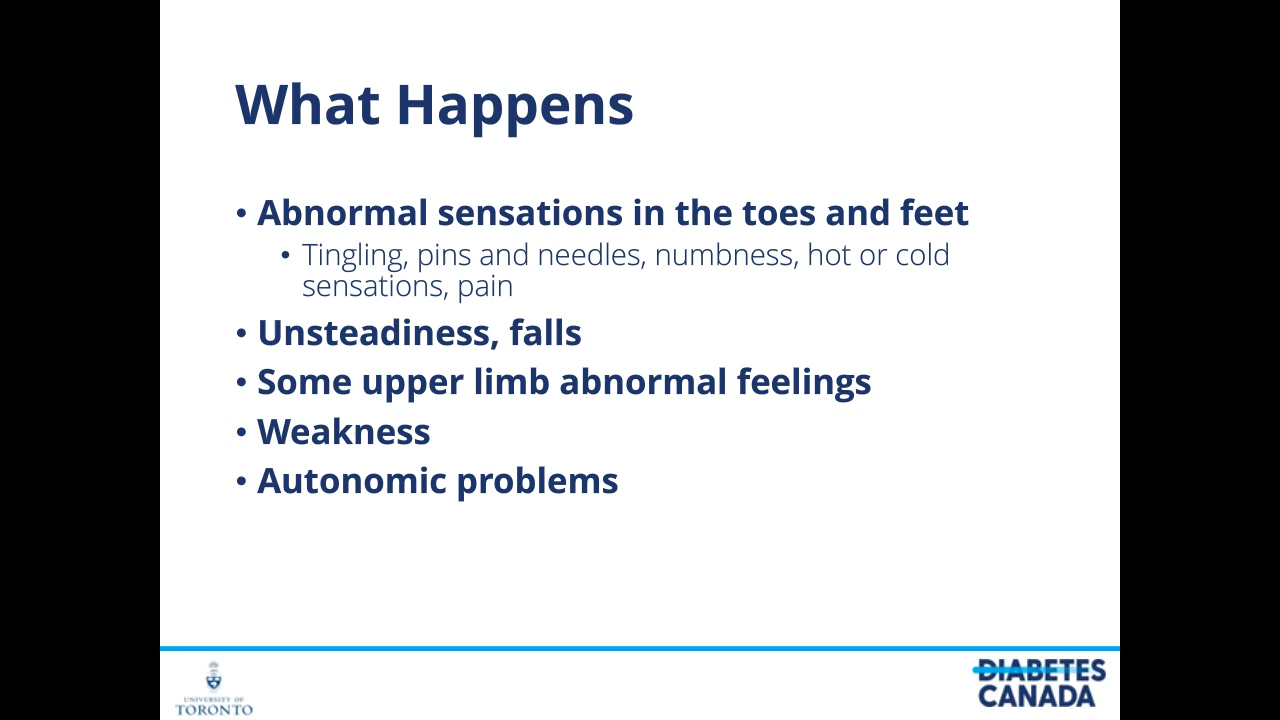 What Happens
• Abnormal sensations in the toes and feet
• Tingling, pins and needles, numbness, hot or cold
sensations, pain
• Unsteadiness, falls
• Some upper limb abnormal feelings
• Weakness
• Autonomic problems
UNIVERSITY OF
TORONTO
DIABETES
CANADA